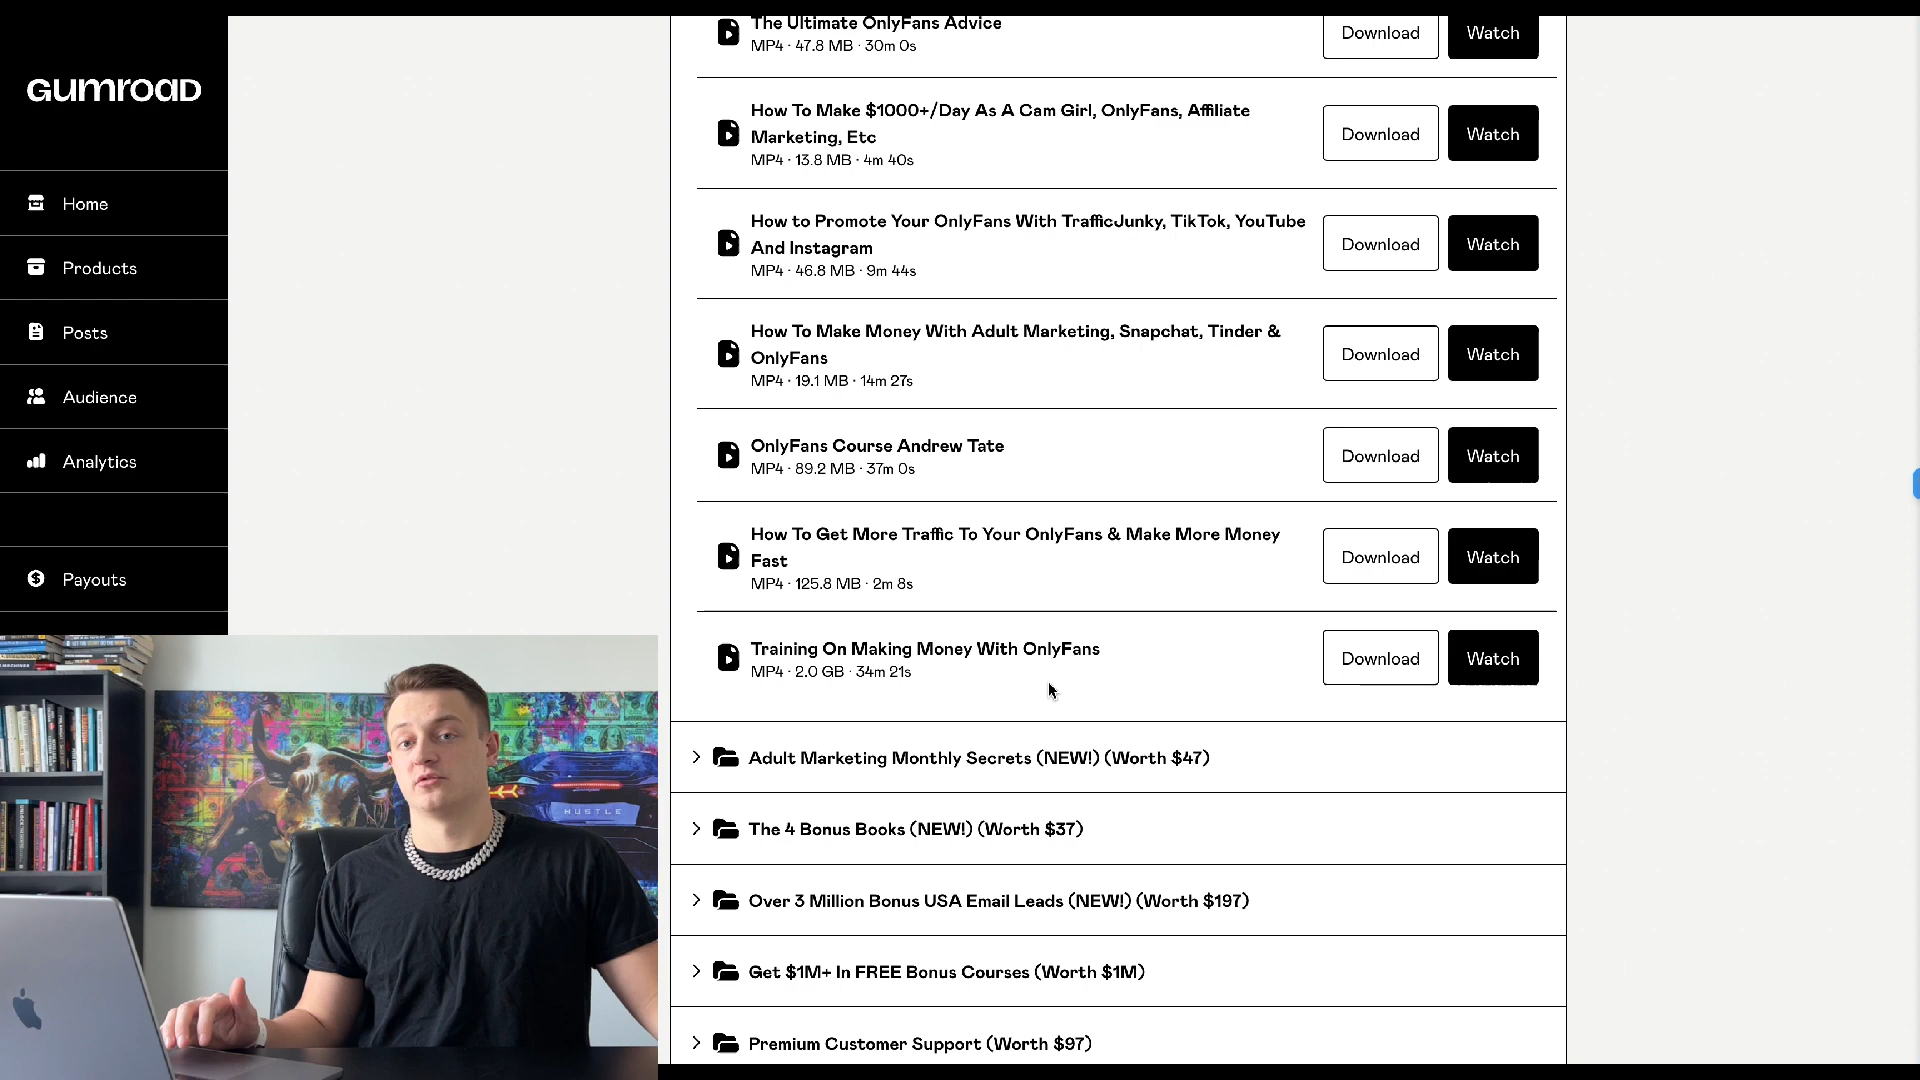 GUMROAD
Home
Products
Posts
Audience
Analytics
Payouts
The Ultimate OnlyFans Advice
MP4 · 47.8 MB · 30m 0s
Download
Watch
How To Make $1000+/Day As A Cam Girl, OnlyFans, Affiliate
Marketing, Etc
MP4 · 13.8 MB · 4m 40s
Download
Watch
How to Promote Your OnlyFans With TrafficJunky, TikTok, YouTube
And Instagram
MP4 · 46.8 MB · 9m 44s
Download
Watch
How To Make Money With Adult Marketing, Snapchat, Tinder &
OnlyFans
MP4 · 19.1 MB · 14m 27s
Download
Watch
OnlyFans Course Andrew Tate
MP4 · 89.2 MB · 37m 0s
Download
Watch
How To Get More Traffic To Your OnlyFans & Make More Money
Fast
MP4 · 125.8 MB · 2m 8s
Download
Watch
Training On Making Money With OnlyFans
MP4 · 2.0 GB · 34m 21s
Download
Watch
Adult Marketing Monthly Secrets (NEW!) (Worth $47)
The 4 Bonus Books (NEW!) (Worth $37)
Over 3 Million Bonus USA Email Leads (NEW!) (Worth $197)
Get $1M+ In FREE Bonus Courses (Worth $1M)
Premium Customer Support (Worth $97)
HUSTLE